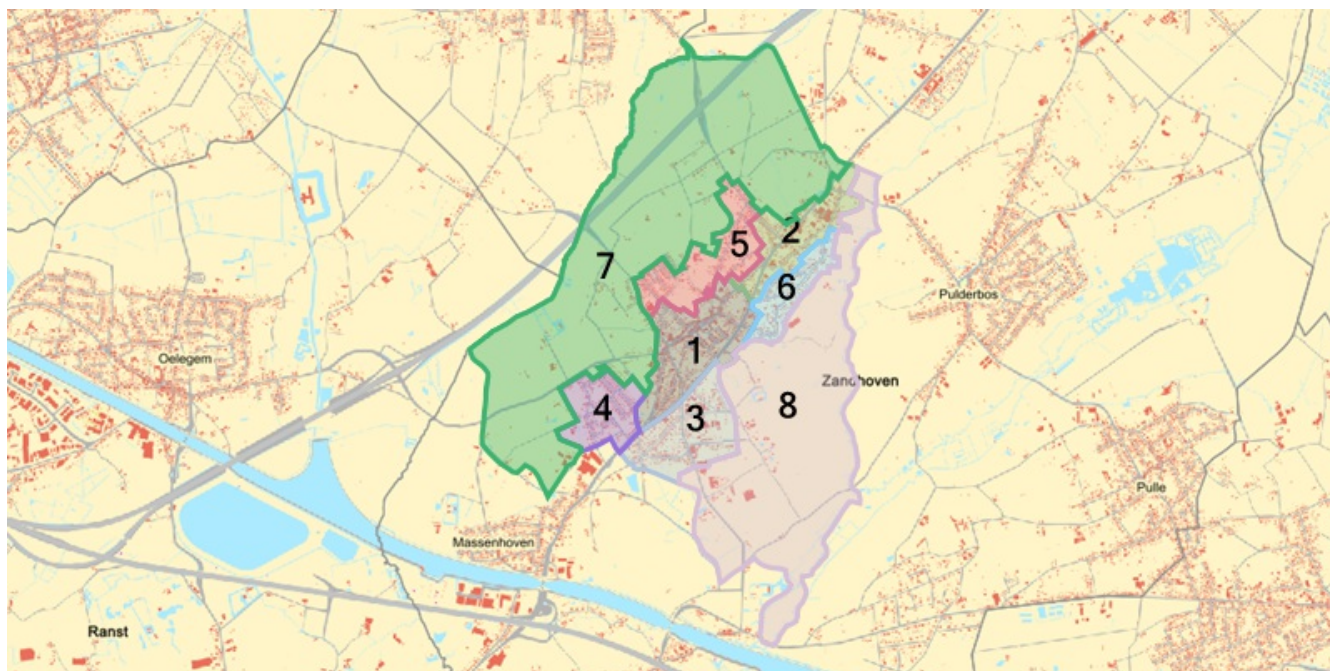 2
5
7
6
Pulderbos
Oelegem
1
Zandhoven
8
4
3
Pulle
Massenhoven
Ranst